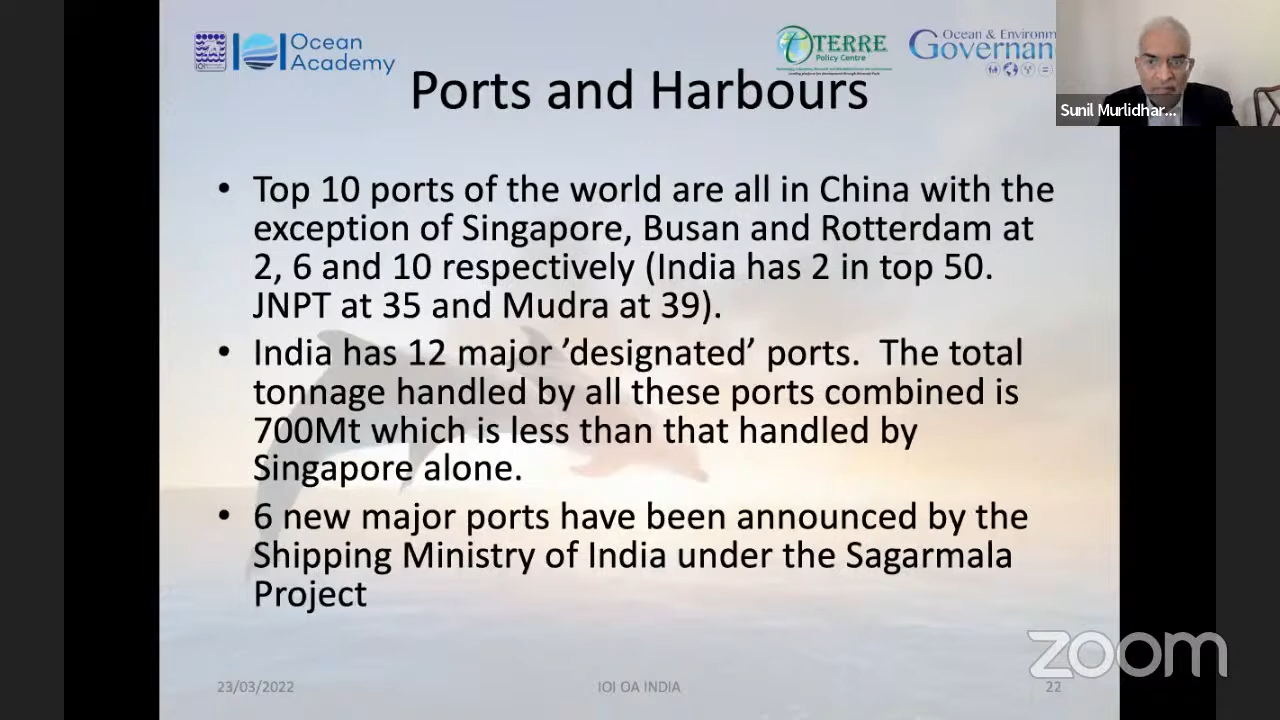 IOI
Ocean
Academy
TERRE
Policy Centre
Ocean & Environm
Governan
Ports and Harbours
Sunil Murlidhar...
• Top 10 ports of the world are all in China with the
exception of Singapore, Busan and Rotterdam at
2, 6 and 10 respectively (India has 2 in top 50.
JNPT at 35 and Mudra at 39).
• India has 12 major ’designated’ ports.  The total
tonnage handled by all these ports combined is
700Mt which is less than that handled by
Singapore alone.
• 6 new major ports have been announced by the
Shipping Ministry of India under the Sagarmala
Project
zoom
23/03/2022
IOI OA INDIA
22